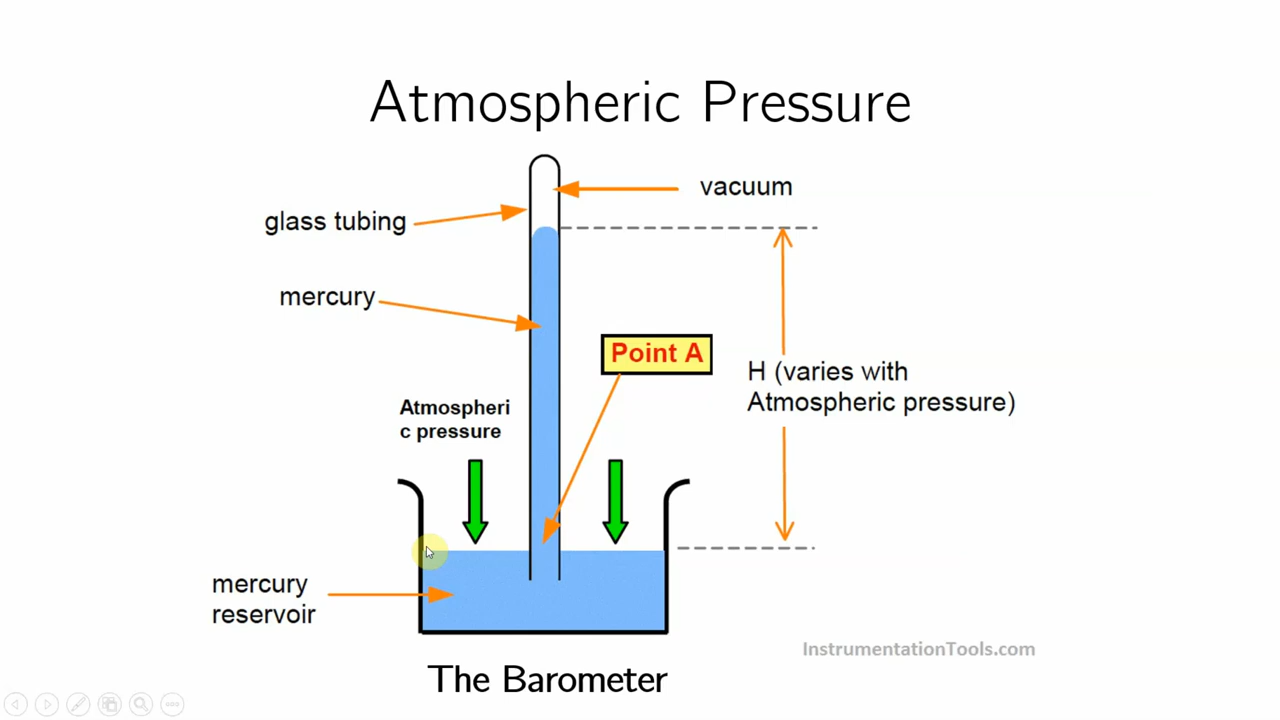 Atmospheric Pressure
vacuum
glass tubing
mercury
Point A
H (varies with
Atmospheric pressure)
Atmospheri
c pressure
mercury
reservoir
InstrumentationTools.com
The Barometer